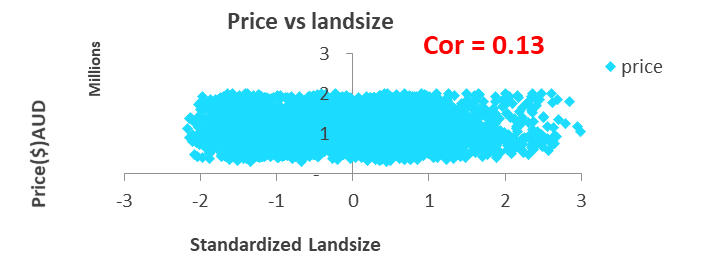 Price vs landsize
Cor = 0.13
Millions
Price($)AUD
3
2
1
-
-3 -2 -1 0 1 2 3
Standardized Landsize
price